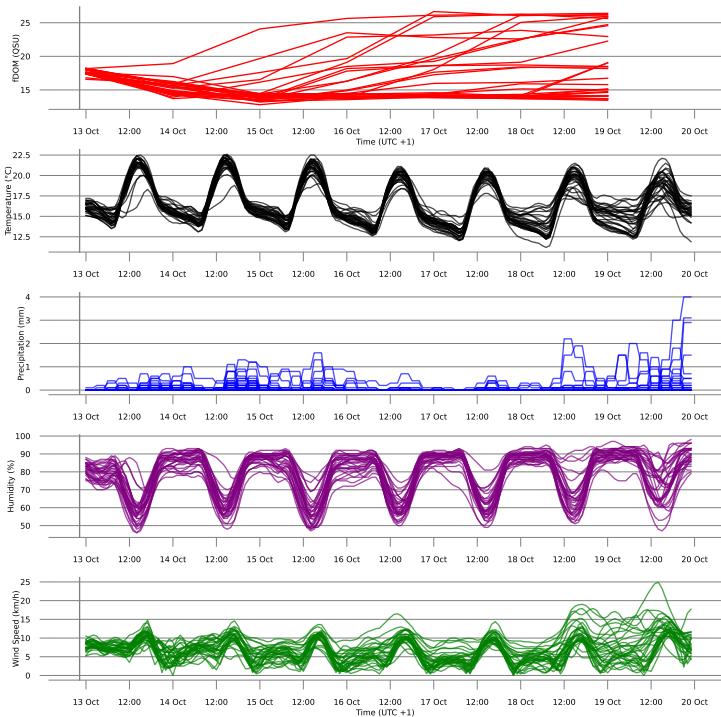 fDOM (QSU)
25
20
15
13 Oct 12:00 14 Oct 12:00 15 Oct 12:00 16 Oct 12:00 17 Oct 12:00 18 Oct 12:00 19 Oct 12:00 20 Oct
Time (UTC +1)
Temperature (°C)
22.5
20.0
17.5
15.0
12.5
13 Oct 12:00 14 Oct 12:00 15 Oct 12:00 16 Oct 12:00 17 Oct 12:00 18 Oct 12:00 19 Oct 12:00 20 Oct
Precipitation (mm)
4
3
2
1
0
13 Oct 12:00 14 Oct 12:00 15 Oct 12:00 16 Oct 12:00 17 Oct 12:00 18 Oct 12:00 19 Oct 12:00 20 Oct
Humidity (%)
100
90
80
70
60
50
13 Oct 12:00 14 Oct 12:00 15 Oct 12:00 16 Oct 12:00 17 Oct 12:00 18 Oct 12:00 19 Oct 12:00 20 Oct
Wind Speed (km/h)
25
20
15
10
5
0
13 Oct 12:00 14 Oct 12:00 15 Oct 12:00 16 Oct 12:00 17 Oct 12:00 18 Oct 12:00 19 Oct 12:00 20 Oct
Time (UTC +1)